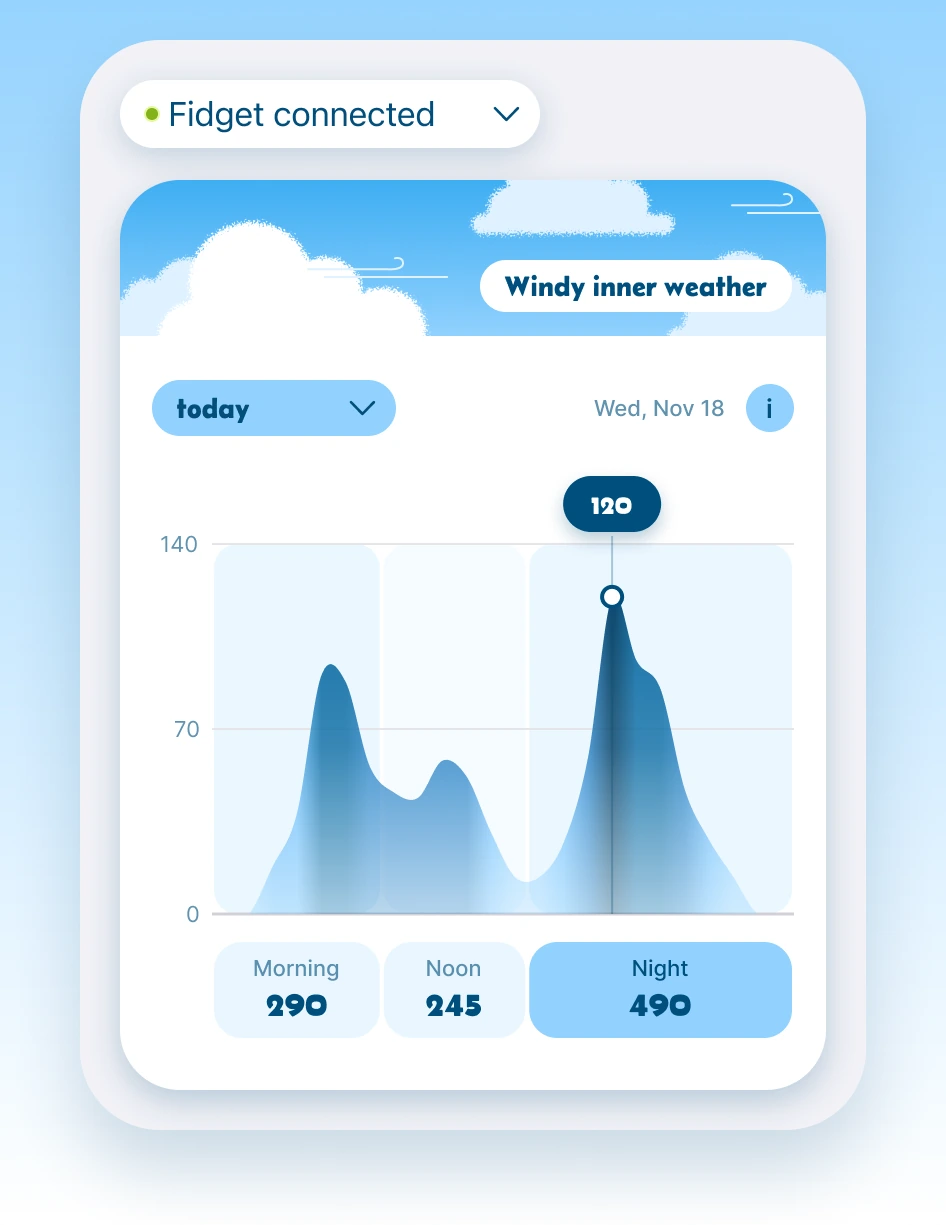 Fidget connected
Windy inner weather
today
Wed, Nov 18
i
120
140
70
0
Morning
290
Noon
245
Night
490